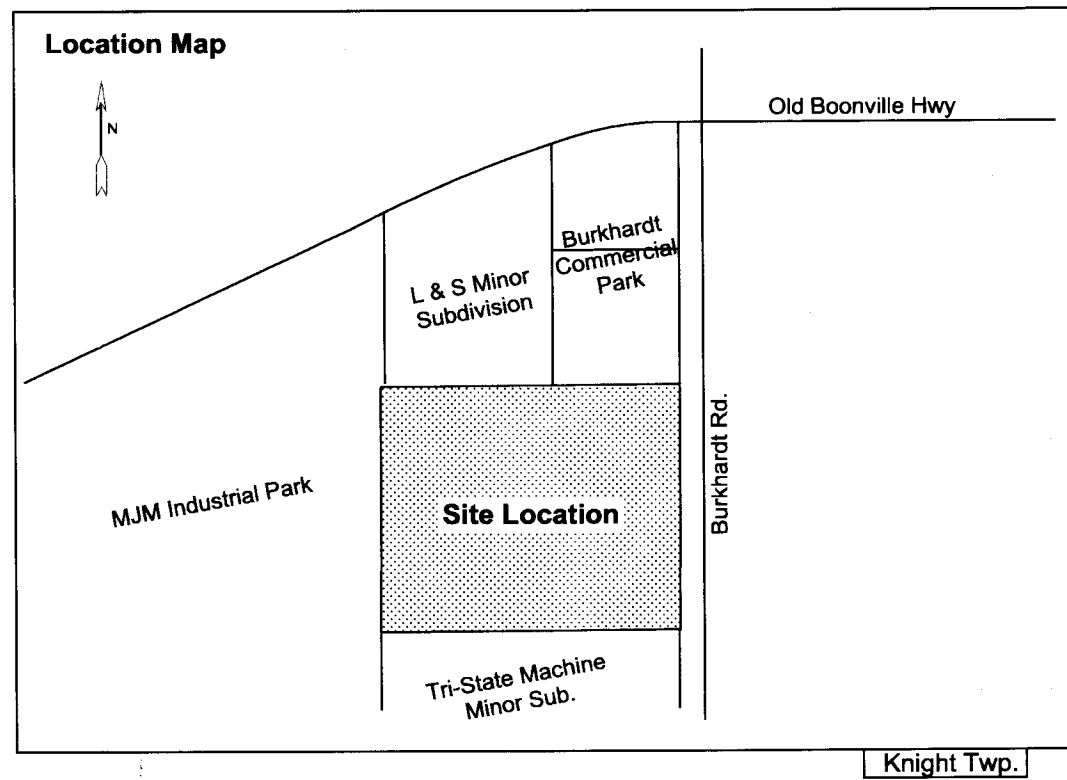 Location Map
N
Old Boonville Hwy
Burkhardt
Commercial
Park
L & S Minor
Subdivision
Burkhardt Rd.
MJM Industrial Park
Site Location
Tri-State Machine
Minor Sub.
Knight Twp.